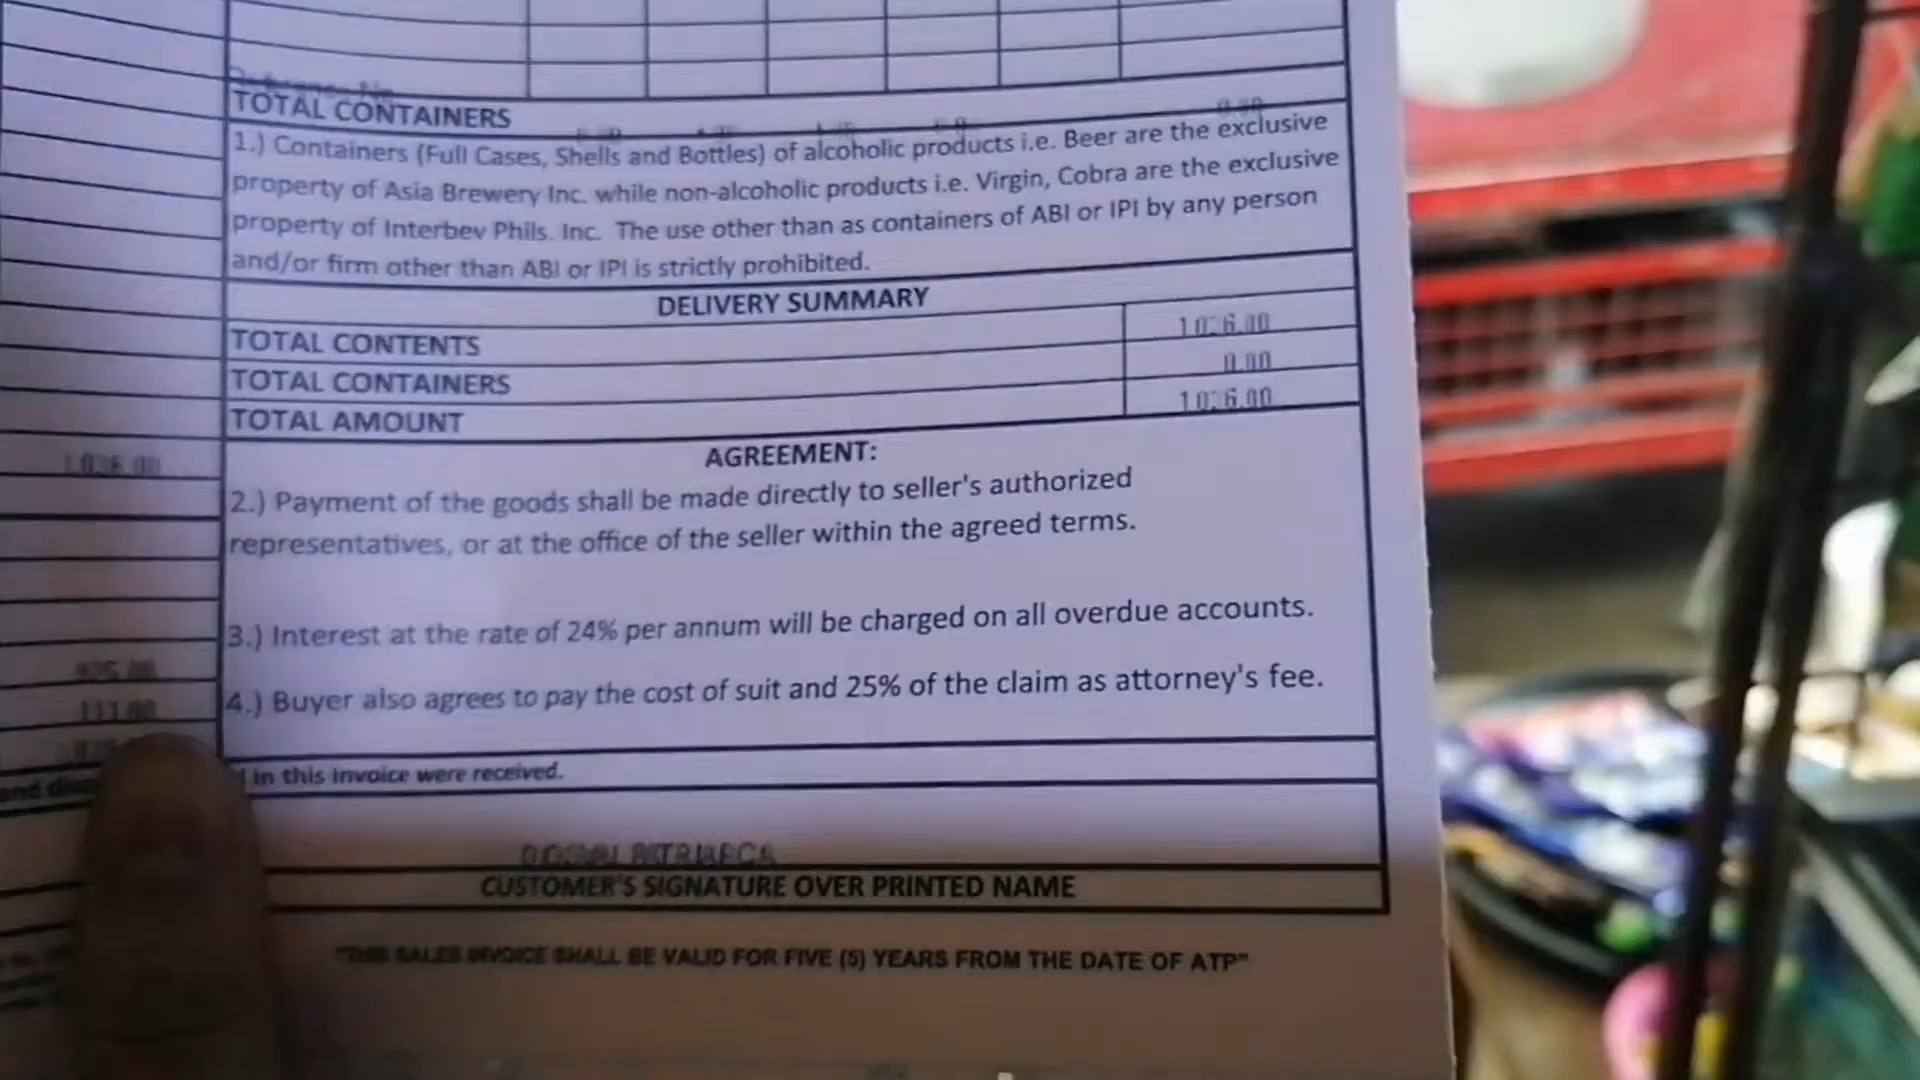 TOTAL CONTAINERS
1.) Containers (Full Cases, Shells and Bottles) of alcoholic products i.e. Beer are the exclusive
property of Asia Brewery Inc. while non-alcoholic products i.e. Virgin, Cobra are the exclusive
property of Interbev Phils. Inc. The use other than as containers of ABI or IPI by any person
and/or firm other than ABI or IPI is strictly prohibited.
DELIVERY SUMMARY
TOTAL CONTENTS
TOTAL CONTAINERS 0.00
TOTAL AMOUNT
AGREEMENT:
2.) Payment of the goods shall be made directly to seller's authorized
representatives, or at the office of the seller within the agreed terms.
3.) Interest at the rate of 24% per annum will be charged on all overdue accounts.
4.) Buyer also agrees to pay the cost of suit and 25% of the claim as attorney's fee.
111.00
in this invoice were received.
CUSTOMER'S SIGNATURE OVER PRINTED NAME
"THIS SALES INVOICE SHALL BE VALID FOR FIVE (5) YEARS FROM THE DATE OF ATP"